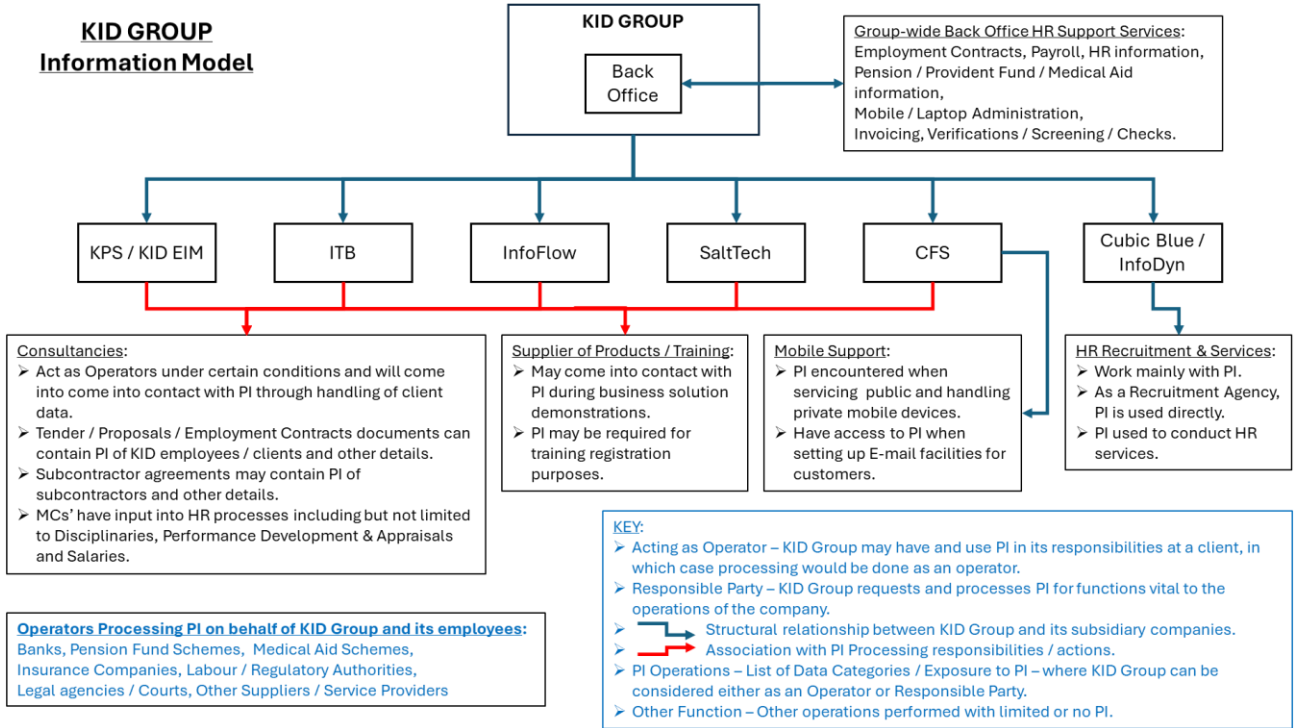 KID GROUP
Information Model
KID GROUP
Back
Office
Group-wide Back Office HR Support Services:
Employment Contracts, Payroll, HR information,
Pension / Provident Fund / Medical Aid
information,
Mobile / Laptop Administration,
Invoicing, Verifications / Screening / Checks.
KPS / KID EIM
ITB
InfoFlow
SaltTech
CFS
Cubic Blue /
InfoDyn
Consultancies:
➢ Act as Operators under certain conditions and will come
into come into contact with PI through handling of client
data.
➢ Tender / Proposals / Employment Contracts documents can
contain PI of KID employees / clients and other details.
➢ Subcontractor agreements may contain PI of
subcontractors and other details.
➢ MCs' have input into HR processes including but not limited
to Disciplinaries, Performance Development & Appraisals
and Salaries.
Supplier of Products / Training:
➢ May come into contact with
PI during business solution
demonstrations.
➢ PI may be required for
training registration
purposes.
Mobile Support:
➢ PI encountered when
servicing public and handling
private mobile devices.
➢ Have access to PI when
setting up E-mail facilities for
customers.
HR Recruitment & Services:
➢ Work mainly with PI.
➢ As a Recruitment Agency,
PI is used directly.
➢ PI used to conduct HR
services.
KEY:
➢ Acting as Operator – KID Group may have and use PI in its responsibilities at a client, in
which case processing would be done as an operator.
➢ Responsible Party – KID Group requests and processes PI for functions vital to the
operations of the company.
➢ Structural relationship between KID Group and its subsidiary companies.
➢ Association with PI Processing responsibilities / actions.
➢ PI Operations – List of Data Categories / Exposure to PI – where KID Group can be
considered either as an Operator or Responsible Party.
➢ Other Function – Other operations performed with limited or no PI.
Operators Processing PI on behalf of KID Group and its employees:
Banks, Pension Fund Schemes, Medical Aid Schemes,
Insurance Companies, Labour / Regulatory Authorities,
Legal agencies / Courts, Other Suppliers / Service Providers